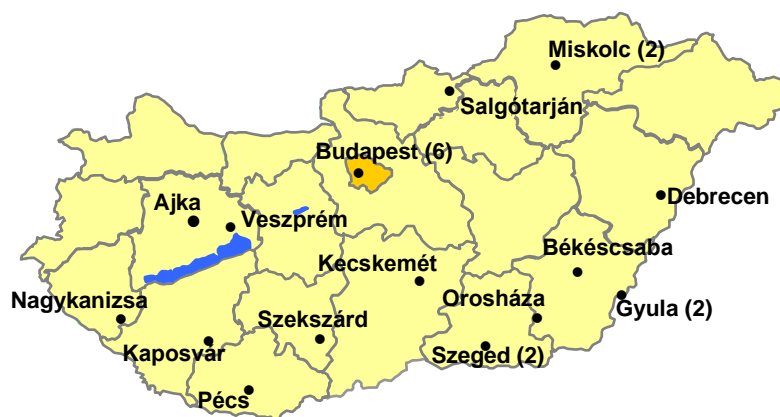 Miskolc (2)
Salgótarján
Budapest (6)
Debrecen
Ajka
Veszprém
Békéscsaba
Kecskemét
Nagykanizsa
Orosháza
Gyula (2)
Szekszárd
Kaposvár
Szeged (2)
Pécs